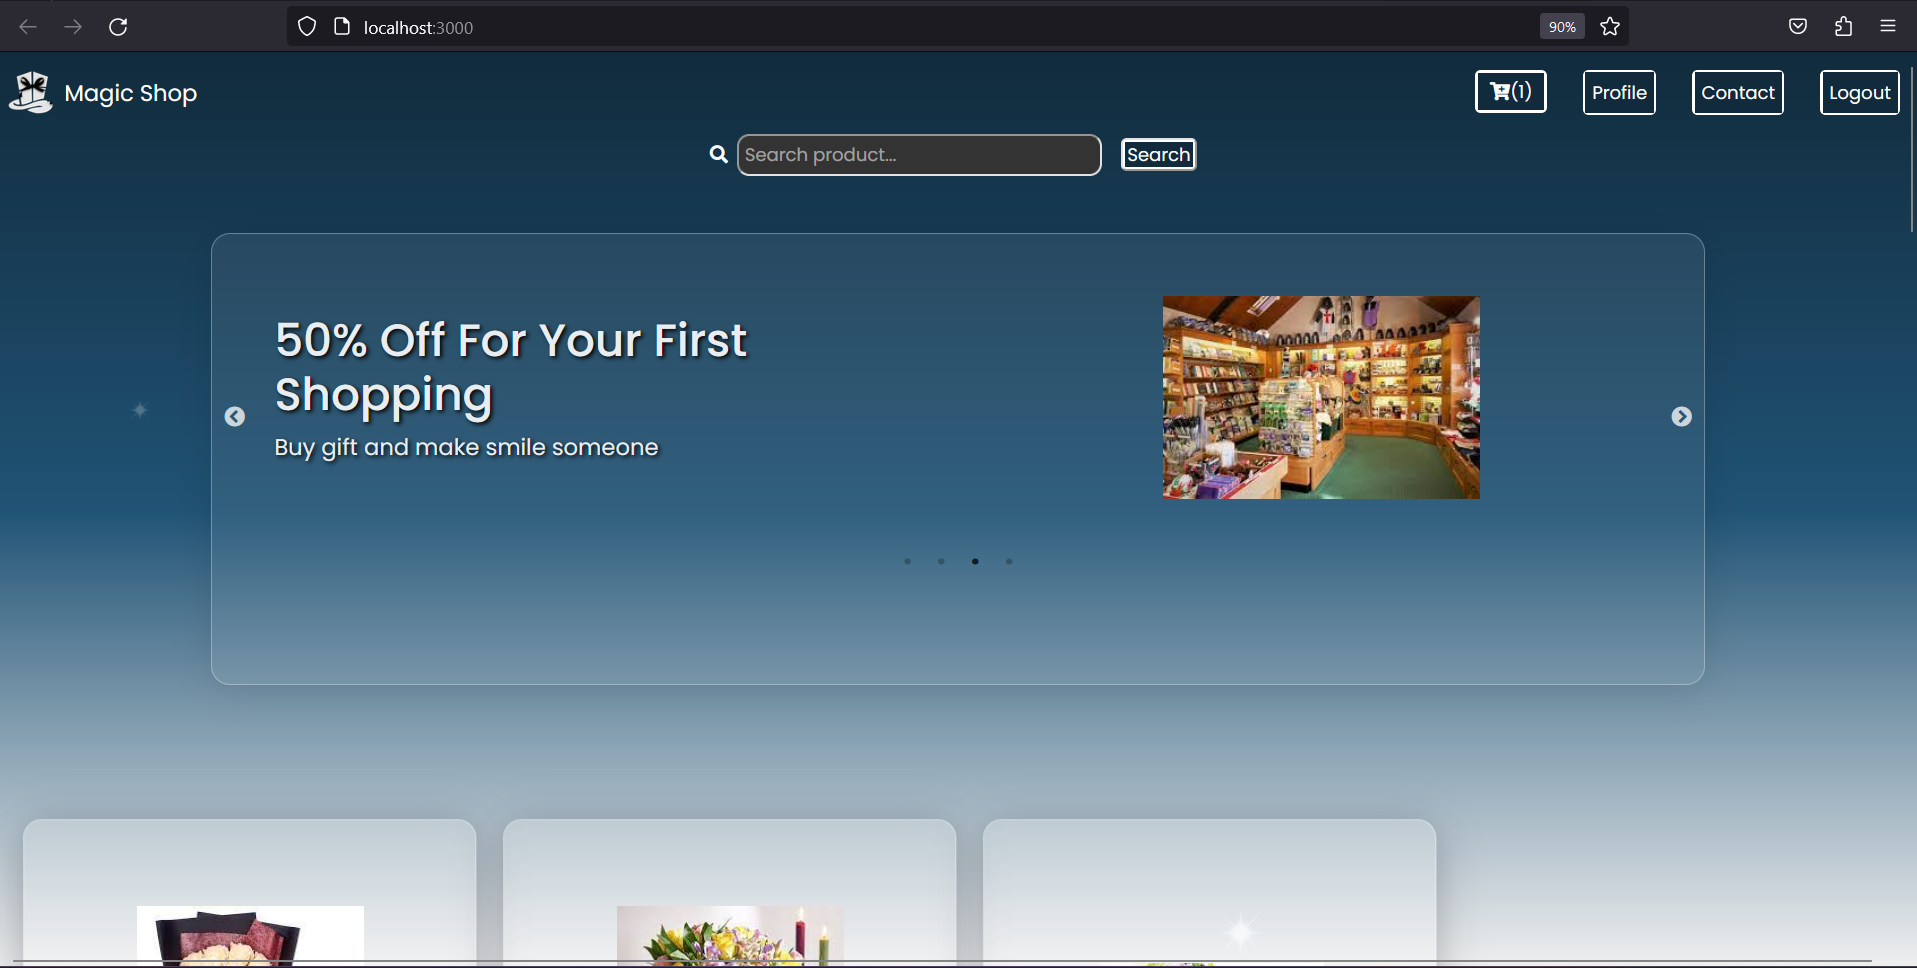 localhost:3000
90%
Magic Shop
(1)
Profile
Contact
Logout
Search product...
Search
50% Off For Your First
Shopping
Buy gift and make smile someone